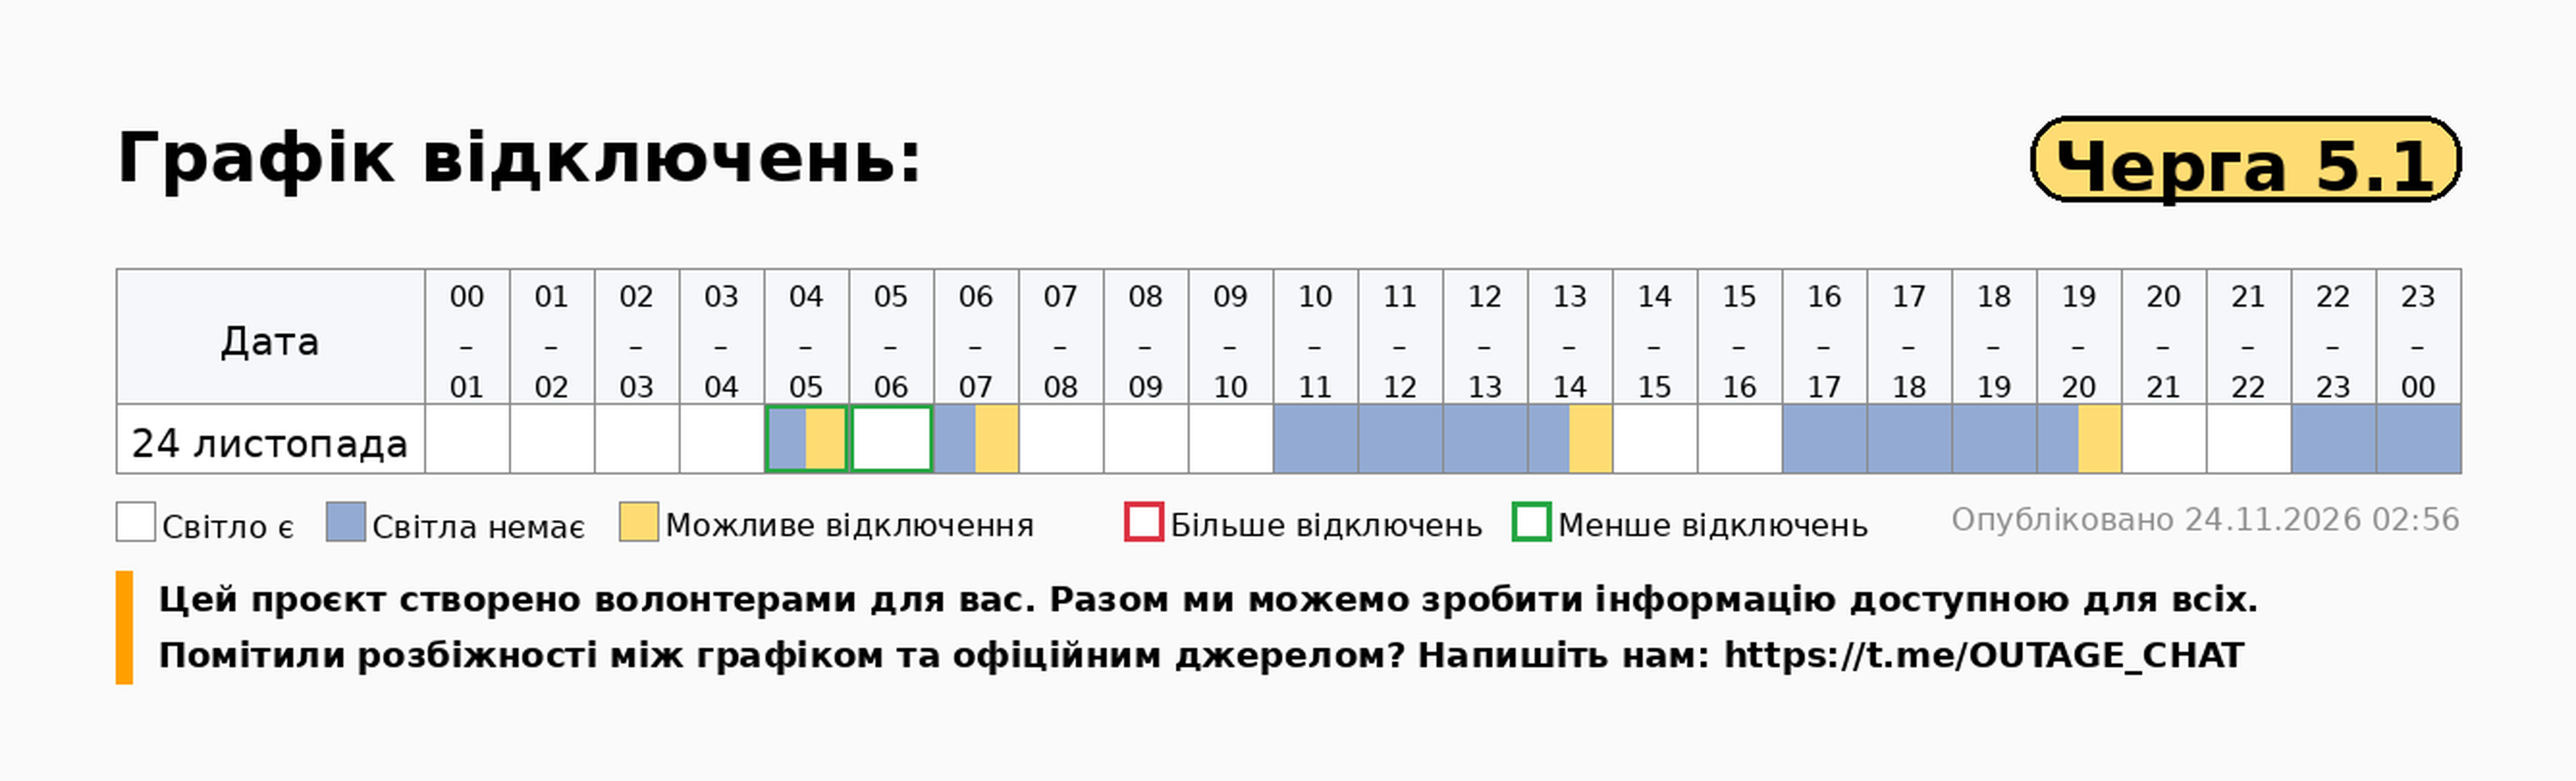 Графік відключень:
Черга 5.1
Дата
00 – 01
01 – 02
02 – 03
03 – 04
04 – 05
05 – 06
06 – 07
07 – 08
08 – 09
09 – 10
10 – 11
11 – 12
12 – 13
13 – 14
14 – 15
15 – 16
16 – 17
17 – 18
18 – 19
19 – 20
20 – 21
21 – 22
22 – 23
23 – 00
24 листопада
Світло є
Світла немає
Можливе відключення
Більше відключень
Менше відключень
Опубліковано 24.11.2026 02:56
Цей проєкт створено волонтерами для вас. Разом ми можемо зробити інформацію доступною для всіх.
Помітили розбіжності між графіком та офіційним джерелом? Напишіть нам: https://t.me/OUTAGE_CHAT